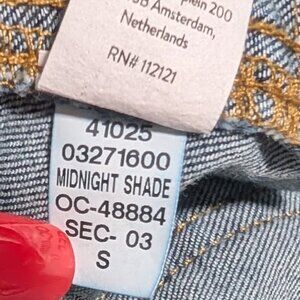 plein 200
Amsterdam,
Netherlands
RN# 112121
41025
03271600
MIDNIGHT SHADE
OC-48884
SEC- 03
S